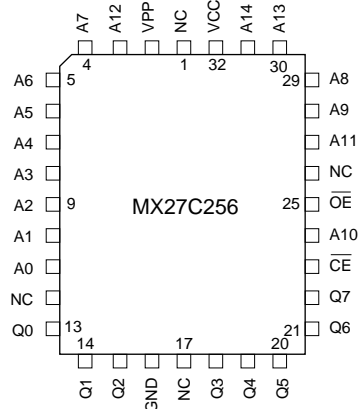 A7 A12 VPP NC VCC A14 A13
4 1 32 30
A6 5 29 A8
A5 A9
A4 A11
A3 NC
A2 9 MX27C256 25 OE
A1 A10
A0 CE
NC Q7
Q0 13 21 Q6
14 17 20
Q1 Q2 GND NC Q3 Q4 Q5